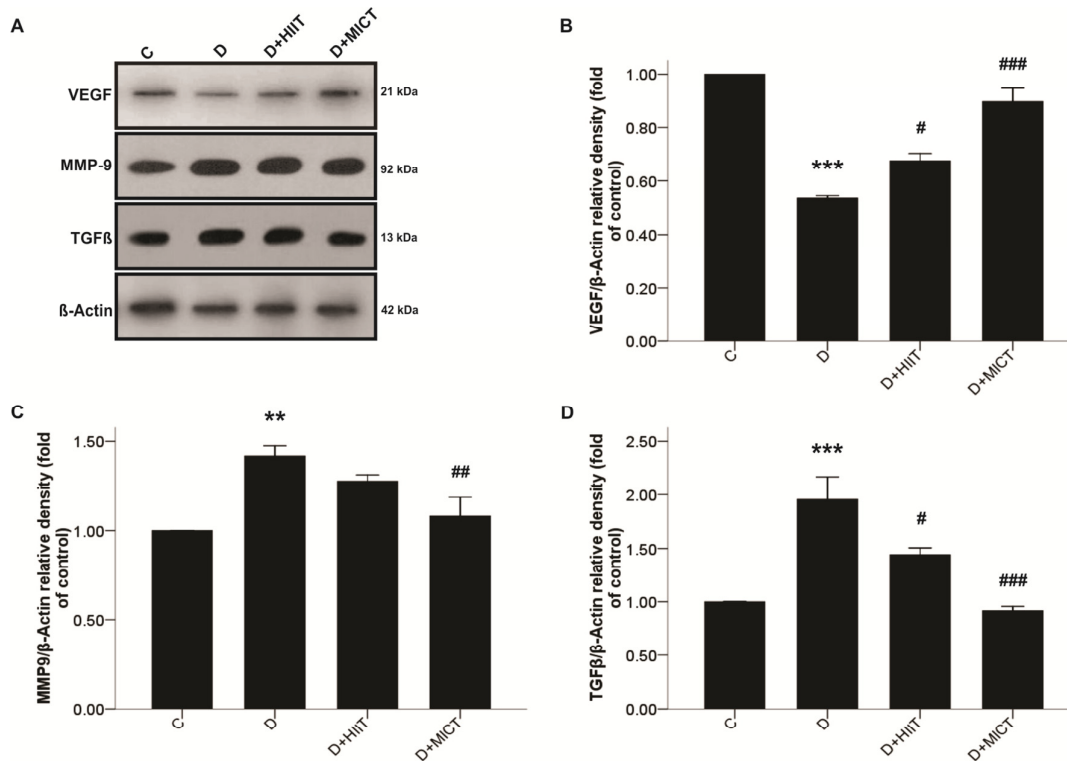 A
C D D+HIIT D+MICT
VEGF 21 kDa
MMP-9 92 kDa
TGFß 13 kDa
ß-Actin 42 kDa
B
VEGF/β-Actin relative density (fold
of control)
1.00
0.80
0.60
0.40
0.20
0.00
***
#
###
C D D+HIIT D+MICT
C
MMP9/β-Actin relative density (fold
of control)
1.50
1.00
0.50
0.00
**
##
C D D+HIIT D+MICT
D
TGFβ/β-Actin relative density (fold
of control)
2.50
2.00
1.50
1.00
0.50
0.00
***
#
###
C D D+HIIT D+MICT